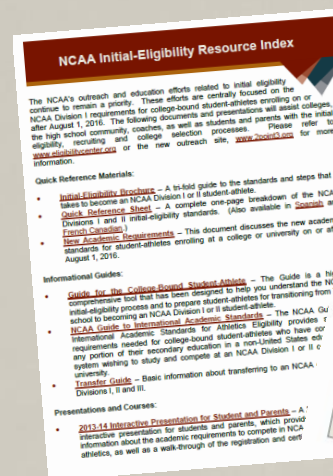 NCAA Initial-Eligibility Resource Index
The NCAA's outreach and education efforts related to initial eligibility
continue to remain a priority. These efforts are centrally focused on the
NCAA Division I requirements for college-bound student-athletes enrolling on or
after August 1, 2016. The following documents and presentations will assist colleges,
the high school community, coaches, as well as students and parents with the initial
eligibility, recruiting and college selection processes. Please refer to
www.eligibilitycenter.org or the new outreach site, www.2point3.org for more
information.
Quick Reference Materials:
• Initial-Eligibility Brochure – A tri-fold guide to the standards and steps that
takes to become an NCAA Division I or II student-athlete.
• Quick Reference Sheet – A complete one-page breakdown of the NCA
Divisions I and II initial-eligibility standards. (Also available in Spanish a
French Canadian.)
• New Academic Requirements – This document discusses the new academ
standards for student-athletes enrolling at a college or university on or af
August 1, 2016.
Informational Guides:
• Guide for the College-Bound Student-Athlete – The Guide is a hig
comprehensive tool that has been designed to help you understand the NC
initial-eligibility process and to prepare student-athletes for transitioning from
school to becoming an NCAA Division I or II student-athlete.
• NCAA Guide to International Academic Standards – The NCAA Gu
International Academic Standards for Athletics Eligibility provides
requirements needed for college-bound student-athletes who have co
any portion of their secondary education in a non-United States edu
system wishing to study and compete at an NCAA Division I or II c
university.
• Transfer Guide – Basic information about transferring to an NCAA
Divisions I, II and III.
Presentations and Courses:
• 2013-14 Interactive Presentation for Student and Parents – A
interactive presentation for students and parents, which provid
information about the academic requirements to compete in NCA
athletics, as well as a walk-through of the registration and certi